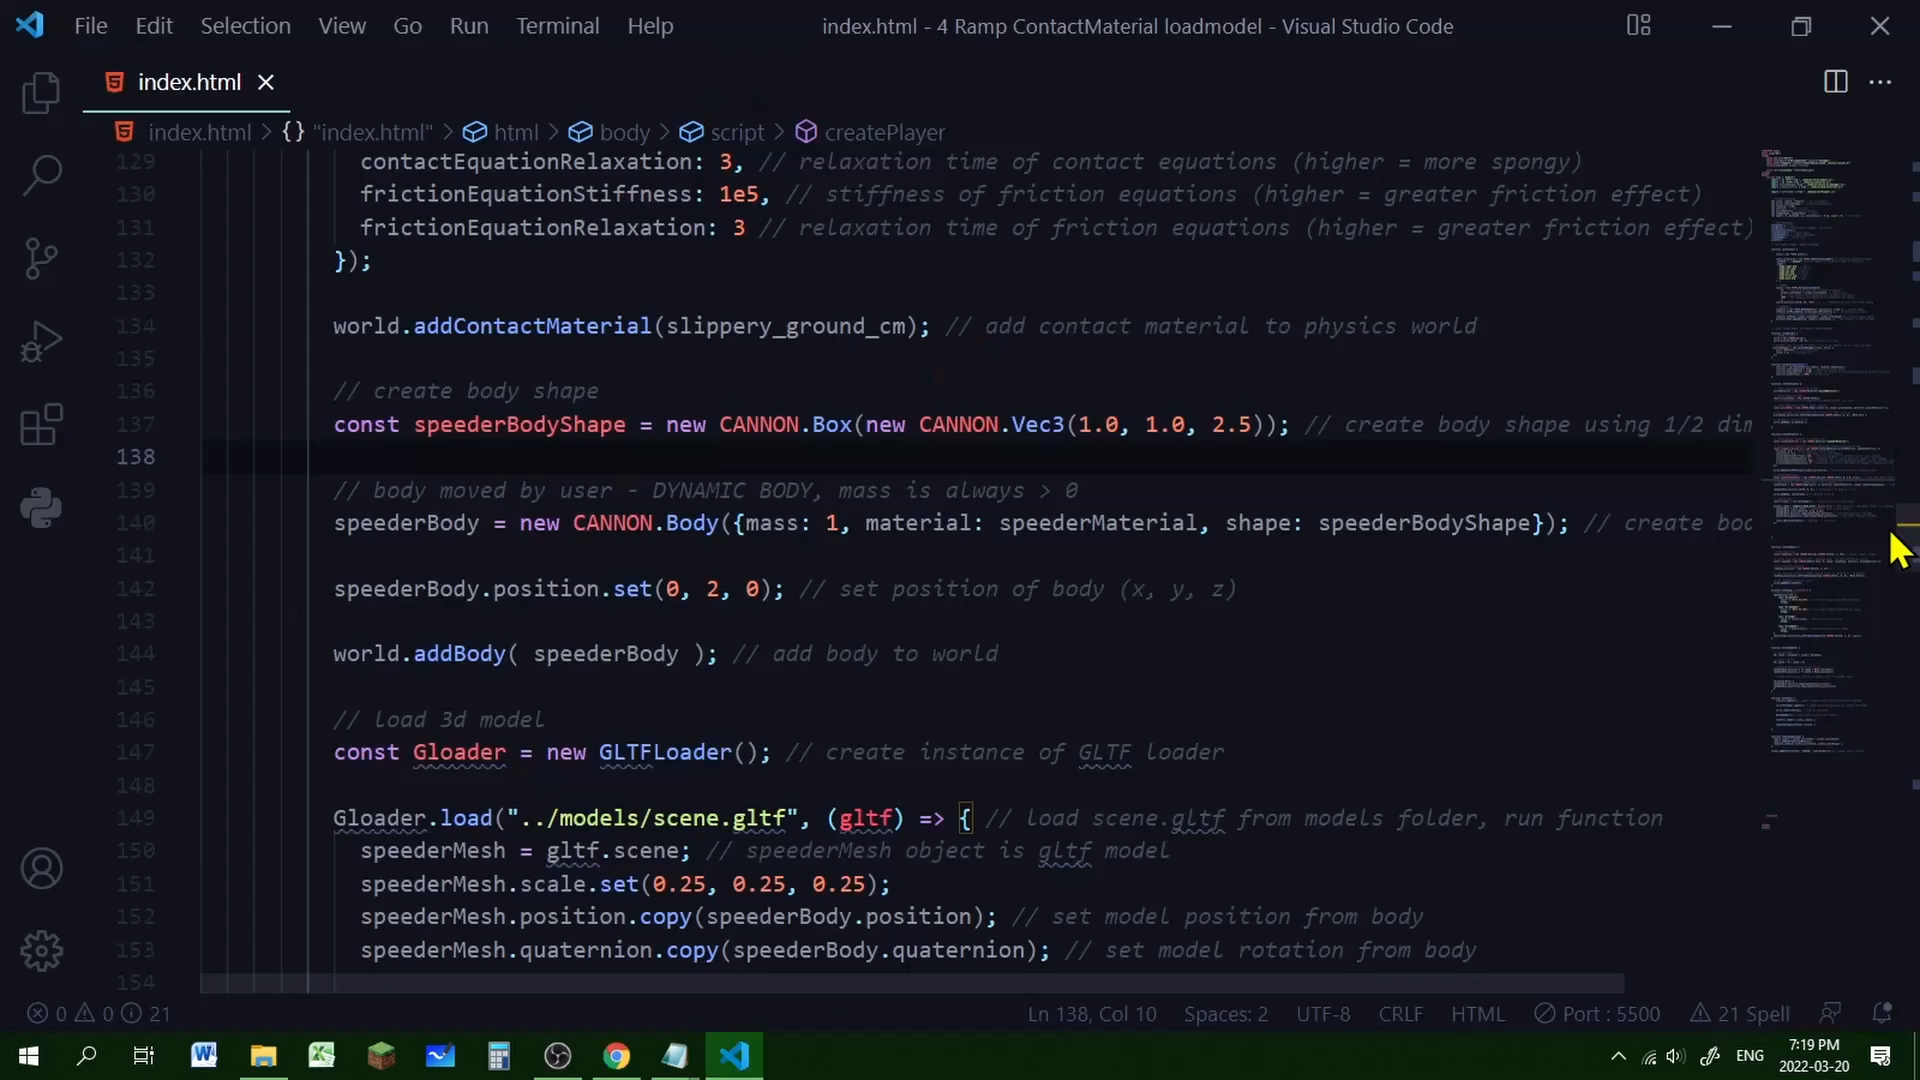 File Edit Selection View Go Run Terminal Help
index.html - 4 Ramp ContactMaterial loadmodel - Visual Studio Code
index.html
index.html > {} "index.html" > html > body > script > createPlayer
129 contactEquationRelaxation: 3, // relaxation time of contact equations (higher = more spongy)
130 frictionEquationStiffness: 1e5, // stiffness of friction equations (higher = greater friction effect)
131 frictionEquationRelaxation: 3 // relaxation time of friction equations (higher = greater friction effect)
132 });
133
134 world.addContactMaterial(slippery_ground_cm); // add contact material to physics world
135
136 // create body shape
137 const speederBodyShape = new CANNON.Box(new CANNON.Vec3(1.0, 1.0, 2.5)); // create body shape using 1/2 dim
138
139 // body moved by user - DYNAMIC BODY, mass is always > 0
140 speederBody = new CANNON.Body({mass: 1, material: speederMaterial, shape: speederBodyShape}); // create bod
141
142 speederBody.position.set(0, 2, 0); // set position of body (x, y, z)
143
144 world.addBody( speederBody ); // add body to world
145
146 // load 3d model
147 const Gloader = new GLTFLoader(); // create instance of GLTF loader
148
149 Gloader.load("../models/scene.gltf", (gltf) => { // load scene.gltf from models folder, run function
150 speederMesh = gltf.scene; // speederMesh object is gltf model
151 speederMesh.scale.set(0.25, 0.25, 0.25);
152 speederMesh.position.copy(speederBody.position); // set model position from body
153 speederMesh.quaternion.copy(speederBody.quaternion); // set model rotation from body
154
0 0 21 Ln 138, Col 10 Spaces: 2 UTF-8 CRLF HTML Port : 5500 21 Spell
ENG
7:19 PM
2022-03-20